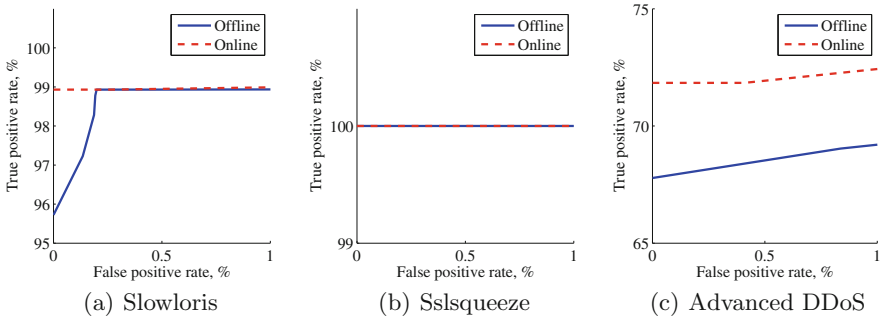 100
99
98
97
96
95
0
0.5
1
True positive rate, %
False positive rate, %
Offline
Online
(a) Slowloris
100
99
0
0.5
1
True positive rate, %
False positive rate, %
Offline
Online
(b) Sslsqueeze
75
70
65
0
0.5
1
True positive rate, %
False positive rate, %
Offline
Online
(c) Advanced DDoS